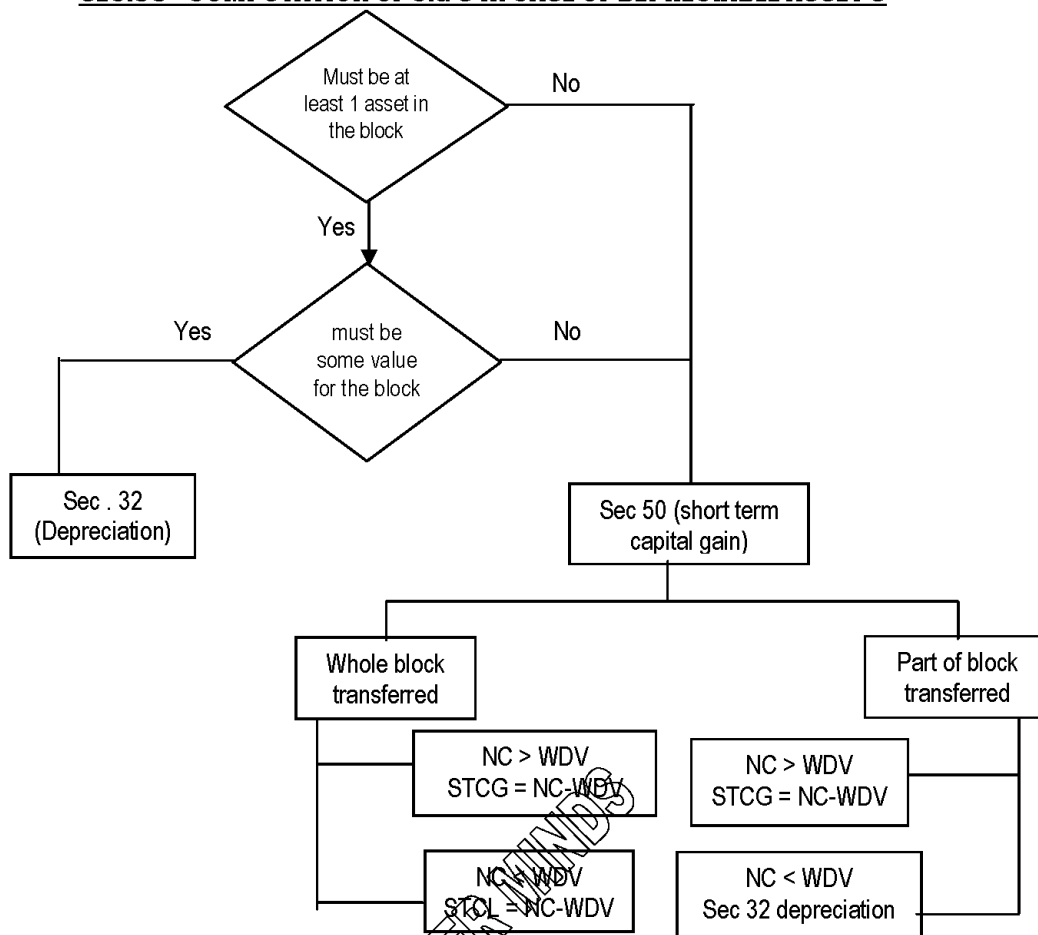 Must be at
least 1 asset in
the block
No
Yes
must be
some value
for the block
Yes
No
Sec . 32
(Depreciation)
Sec 50 (short term
capital gain)
Whole block
transferred
Part of block
transferred
NC > WDV
STCG = NC-WDV
NC > WDV
STCG = NC-WDV
NC < WDV
STCL = NC-WDV
NC < WDV
Sec 32 depreciation
MINDS